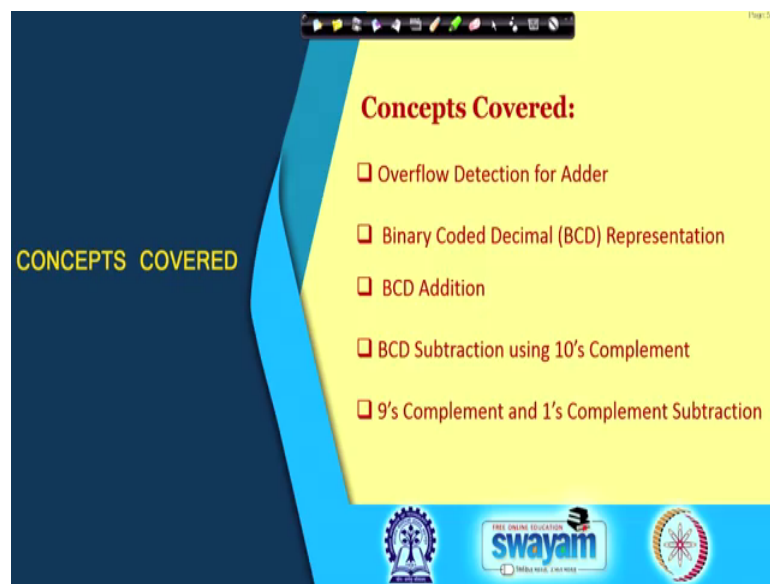 Page: 5
Concepts Covered:
Overflow Detection for Adder
Binary Coded Decimal (BCD) Representation
CONCEPTS COVERED
BCD Addition
BCD Subtraction using 10's Complement
9's Complement and 1's Complement Subtraction
FREE ONLINE EDUCATION
swayam